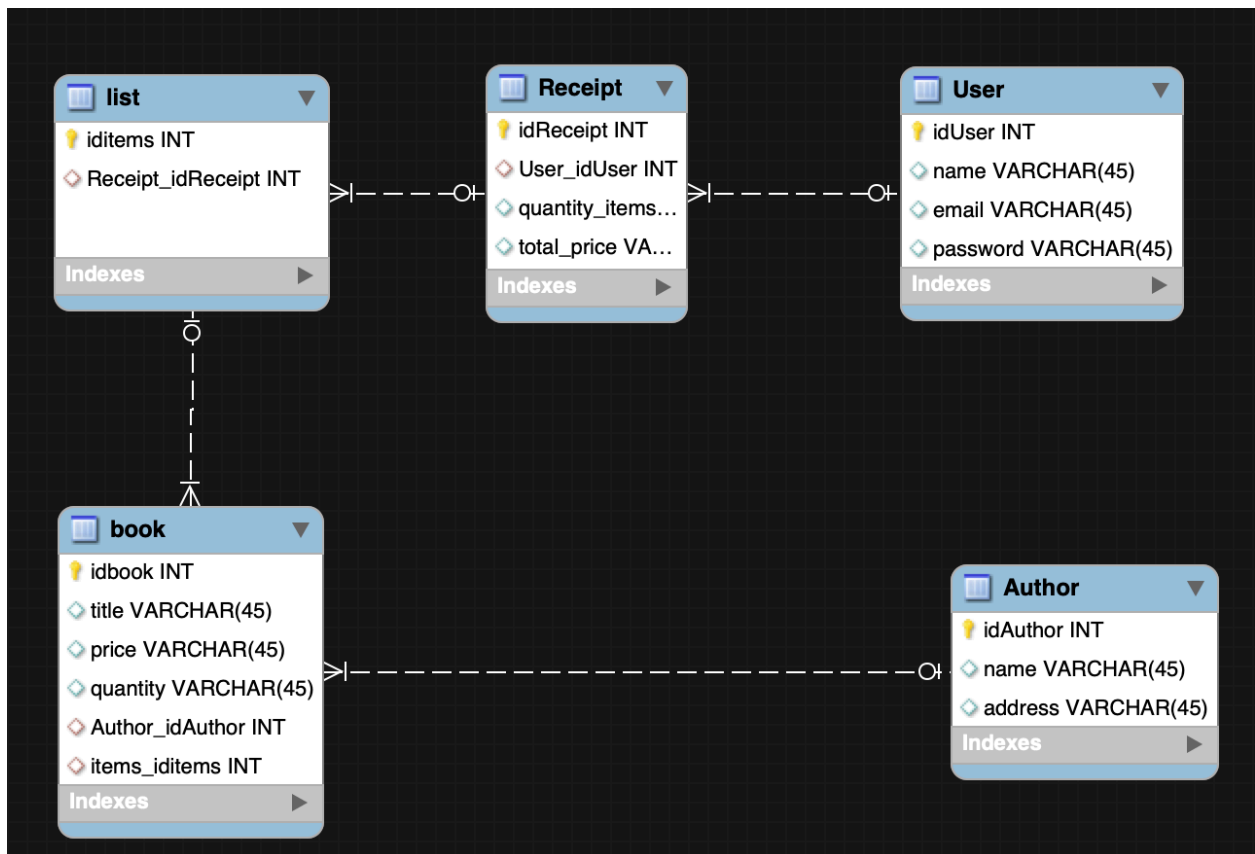 list
iditems INT
Receipt_idReceipt INT
Indexes
Receipt
idReceipt INT
User_idUser INT
quantity_items...
total_price VA...
Indexes
User
idUser INT
name VARCHAR(45)
email VARCHAR(45)
password VARCHAR(45)
Indexes
book
idbook INT
title VARCHAR(45)
price VARCHAR(45)
quantity VARCHAR(45)
Author_idAuthor INT
items_iditems INT
Indexes
Author
idAuthor INT
name VARCHAR(45)
address VARCHAR(45)
Indexes